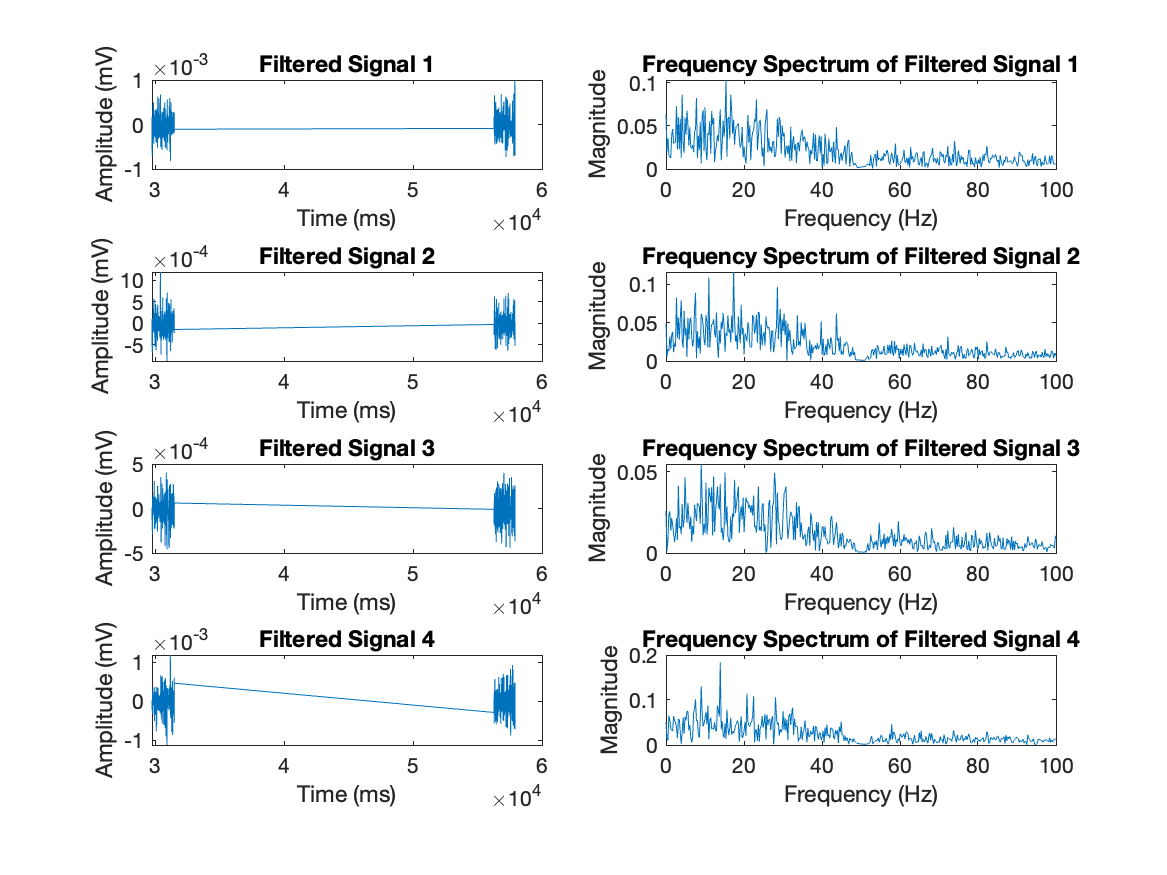 Filtered Signal 1
×10-3
Amplitude (mV)
1
0
-1
3 4 5 6
Time (ms)
×104
Frequency Spectrum of Filtered Signal 1
Magnitude
0.1
0.05
0
0 20 40 60 80 100
Frequency (Hz)
Filtered Signal 2
×10-4
Amplitude (mV)
10
5
0
-5
3 4 5 6
Time (ms)
×104
Frequency Spectrum of Filtered Signal 2
Magnitude
0.1
0.05
0
0 20 40 60 80 100
Frequency (Hz)
Filtered Signal 3
×10-4
Amplitude (mV)
5
0
-5
3 4 5 6
Time (ms)
×104
Frequency Spectrum of Filtered Signal 3
Magnitude
0.05
0
0 20 40 60 80 100
Frequency (Hz)
Filtered Signal 4
×10-3
Amplitude (mV)
1
0
-1
3 4 5 6
Time (ms)
×104
Frequency Spectrum of Filtered Signal 4
Magnitude
0.2
0.1
0
0 20 40 60 80 100
Frequency (Hz)